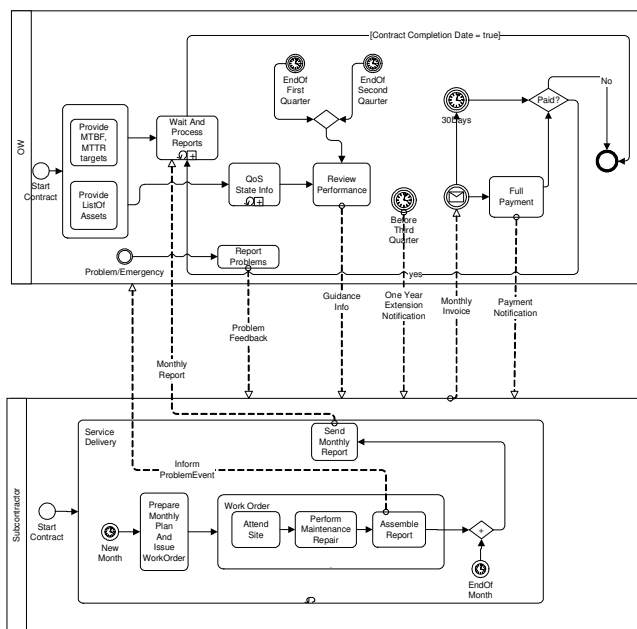 [Contract Completion Date = true]
EndOf
First
Quarter
EndOf
Second
Qaurter
No
Paid?
30Days
OW
Provide
MTBF,
MTTR
targets
Wait And
Process
Reports
Start
Contract
Provide
ListOf
Assets
QoS
State Info
Review
Performance
Full
Payment
Before
Third
Quarter
Report
Problems
Problem/Emergency
yes
Guidance
Info
One Year
Extension
Notification
Monthly
Invoice
Payment
Notification
Problem
Feedback
Monthly
Report
Subcontractor
Service
Delivery
Send
Monthly
Report
Inform
ProblemEvent
Start
Contract
Prepare
Monthly
Plan
And
Issue
WorkOrder
Work Order
Attend
Site
Perform
Maintenance
Repair
Assemble
Report
New
Month
+
EndOf
Month